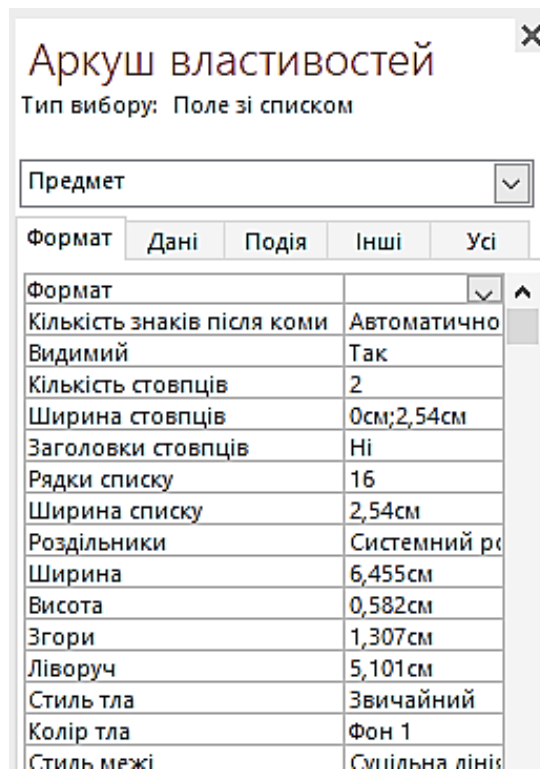 Аркуш властивостей
Тип вибору: Поле зі списком
Предмет
Формат Дані Подія Інші Усі
Формат
Кількість знаків після коми Автоматично
Видимий Так
Кількість стовпців 2
Ширина стовпців 0см;2,54см
Заголовки стовпців Ні
Рядки списку 16
Ширина списку 2,54см
Роздільники Системний
Ширина 6,455см
Висота 0,582см
Згори 1,307см
Ліворуч 5,101см
Стиль тла Звичайний
Колір тла Фон 1
Стиль межі Суцільна лінія